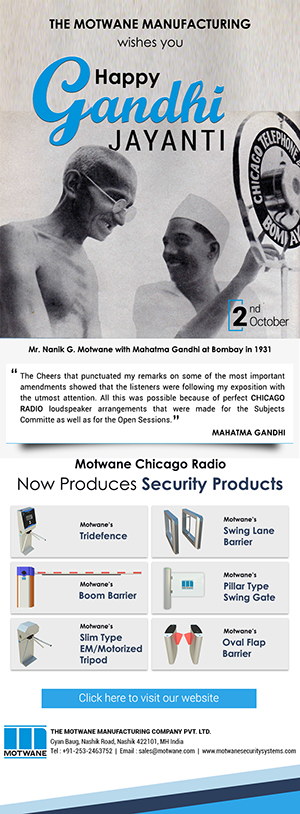 THE MOTWANE MANUFACTURING
wishes you
Happy
Gandhi
JAYANTI
CHICAGO TELEPHONE
BOMBAY
2nd
October
Mr. Nanik G. Motwane with Mahatma Gandhi at Bombay in 1931
"The Cheers that punctuated my remarks on some of the most important
amendments showed that the listeners were following my exposition with
the utmost attention. All this was possible because of perfect CHICAGO
RADIO loudspeaker arrangements that were made for the Subjects
Committe as well as for the Open Sessions."
MAHATMA GANDHI
Motwane Chicago Radio
Now Produces Security Products
Motwane's
Tridefence
Motwane's
Swing Lane
Barrier
Motwane's
Boom Barrier
Motwane's
Pillar Type
Swing Gate
Motwane's
Slim Type
EM/Motorized
Tripod
Motwane's
Oval Flap
Barrier
Click here to visit our website
MOTWANE
THE MOTWANE MANUFACTURING COMPANY PVT. LTD.
Gyan Baug, Nashik Road, Nashik 422101, MH India
Tel : +91-253-2463752 | Email : sales@motwane.com | www.motwanesecuritysystems.com